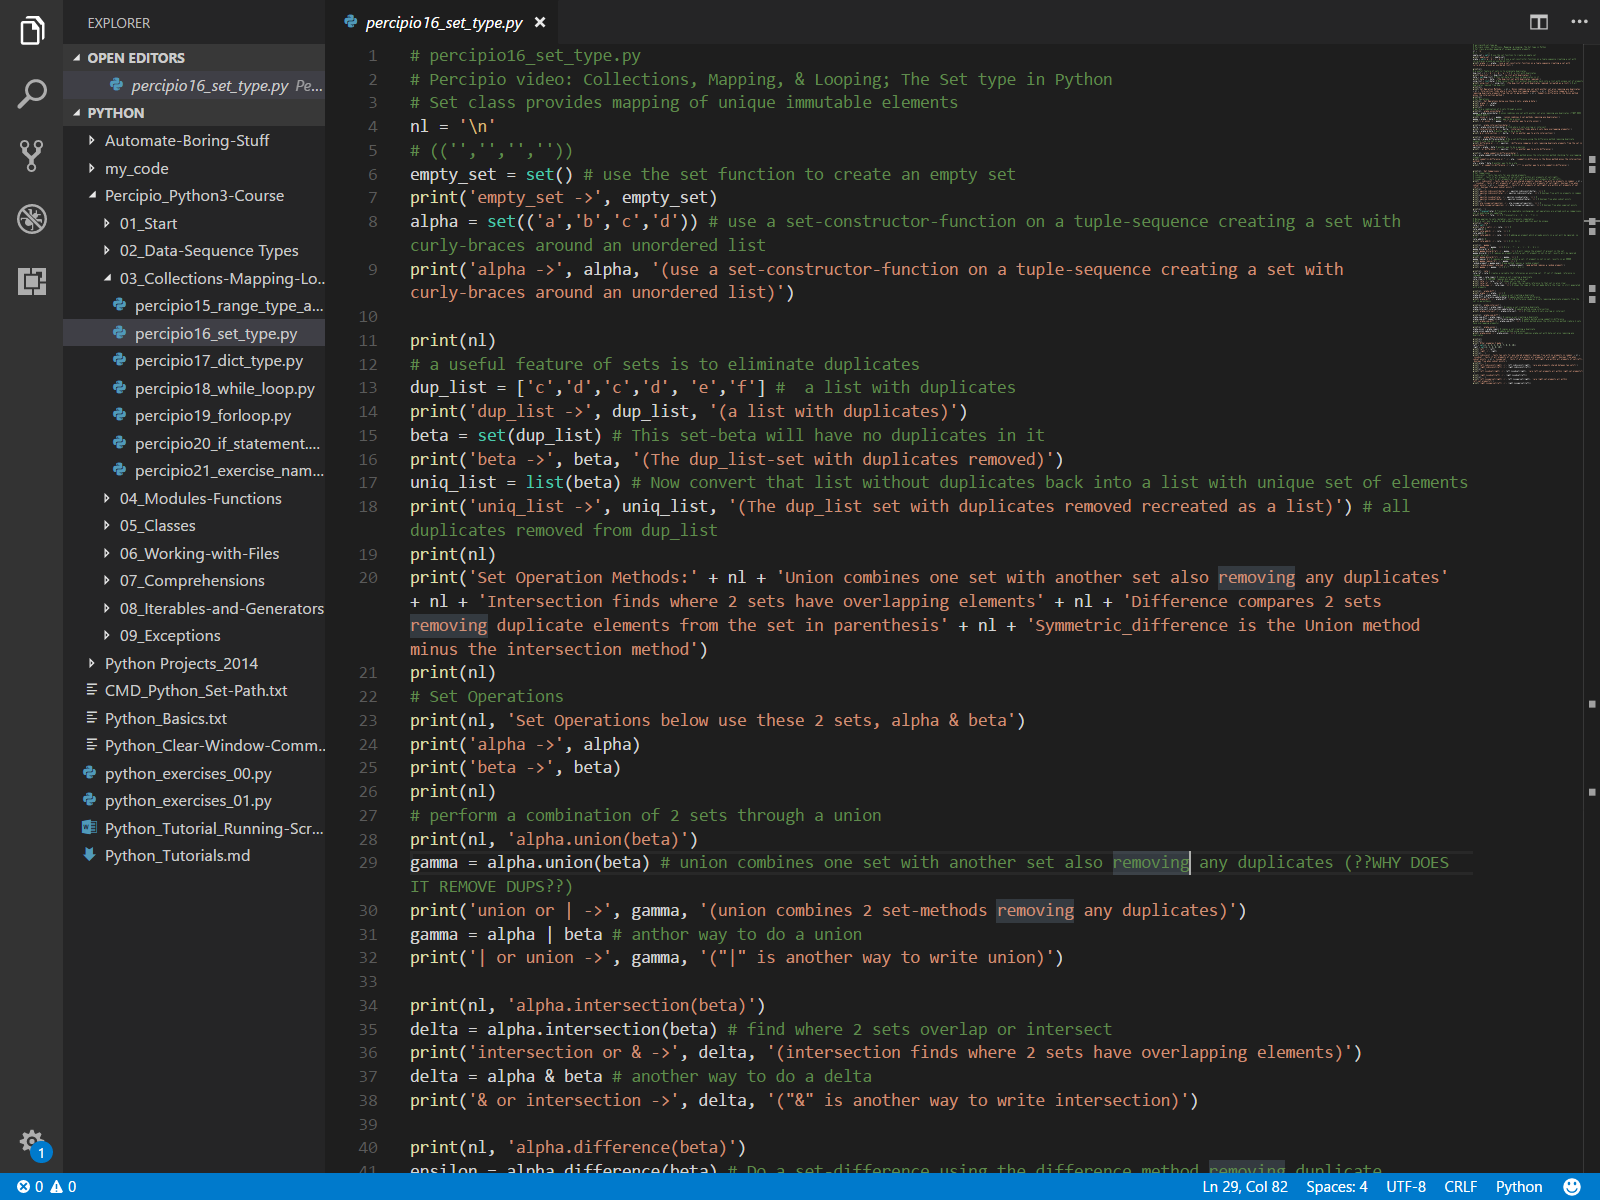 EXPLORER
OPEN EDITORS
percipio16_set_type.py Pe...
PYTHON
Automate-Boring-Stuff
my_code
Percipio_Python3-Course
01_Start
02_Data-Sequence Types
03_Collections-Mapping-Lo...
percipio15_range_type_a...
percipio16_set_type.py
percipio17_dict_type.py
percipio18_while_loop.py
percipio19_forloop.py
percipio20_if_statement....
percipio21_exercise_nam...
04_Modules-Functions
05_Classes
06_Working-with-Files
07_Comprehensions
08_Iterables-and-Generators
09_Exceptions
Python Projects_2014
CMD_Python_Set-Path.txt
Python_Basics.txt
Python_Clear-Window-Comm...
python_exercises_00.py
python_exercises_01.py
Python_Tutorial_Running-Scr...
Python_Tutorials.md
1
percipio16_set_type.py ×
1 # percipio16_set_type.py
2 # Percipio video: Collections, Mapping, & Looping; The Set type in Python
3 # Set class provides mapping of unique immutable elements
4 nl = '\n'
5 # (('','','',''))
6 empty_set = set() # use the set function to create an empty set
7 print('empty_set ->', empty_set)
8 alpha = set(('a','b','c','d')) # use a set-constructor-function on a tuple-sequence creating a set with
curly-braces around an unordered list
9 print('alpha ->', alpha, '(use a set-constructor-function on a tuple-sequence creating a set with
curly-braces around an unordered list)')
10
11 print(nl)
12 # a useful feature of sets is to eliminate duplicates
13 dup_list = ['c','d','c','d', 'e','f'] #  a list with duplicates
14 print('dup_list ->', dup_list, '(a list with duplicates)')
15 beta = set(dup_list) # This set-beta will have no duplicates in it
16 print('beta ->', beta, '(The dup_list-set with duplicates removed)')
17 uniq_list = list(beta) # Now convert that list without duplicates back into a list with unique set of elements
18 print('uniq_list ->', uniq_list, '(The dup_list set with duplicates removed recreated as a list)') # all
duplicates removed from dup_list
19 print(nl)
20 print('Set Operation Methods:' + nl + 'Union combines one set with another set also removing any duplicates'
+ nl + 'Intersection finds where 2 sets have overlapping elements' + nl + 'Difference compares 2 sets
removing duplicate elements from the set in parenthesis' + nl + 'Symmetric_difference is the Union method
minus the intersection method')
21 print(nl)
22 # Set Operations
23 print(nl, 'Set Operations below use these 2 sets, alpha & beta')
24 print('alpha ->', alpha)
25 print('beta ->', beta)
26 print(nl)
27 # perform a combination of 2 sets through a union
28 print(nl, 'alpha.union(beta)')
29 gamma = alpha.union(beta) # union combines one set with another set also removing any duplicates (??WHY DOES
IT REMOVE DUPS??)
30 print('union or | ->', gamma, '(union combines 2 set-methods removing any duplicates)')
31 gamma = alpha | beta # anthor way to do a union
32 print('| or union ->', gamma, '("|" is another way to write union)')
33
34 print(nl, 'alpha.intersection(beta)')
35 delta = alpha.intersection(beta) # find where 2 sets overlap or intersect
36 print('intersection or & ->', delta, '(intersection finds where 2 sets have overlapping elements)')
37 delta = alpha & beta # another way to do a delta
38 print('& or intersection ->', delta, '("&" is another way to write intersection)')
39
40 print(nl, 'alpha.difference(beta)')
41 epsilon = alpha.difference(beta) # Do a set-difference using the difference method removing duplicate
0 0 Ln 29, Col 82 Spaces: 4 UTF-8 CRLF Python